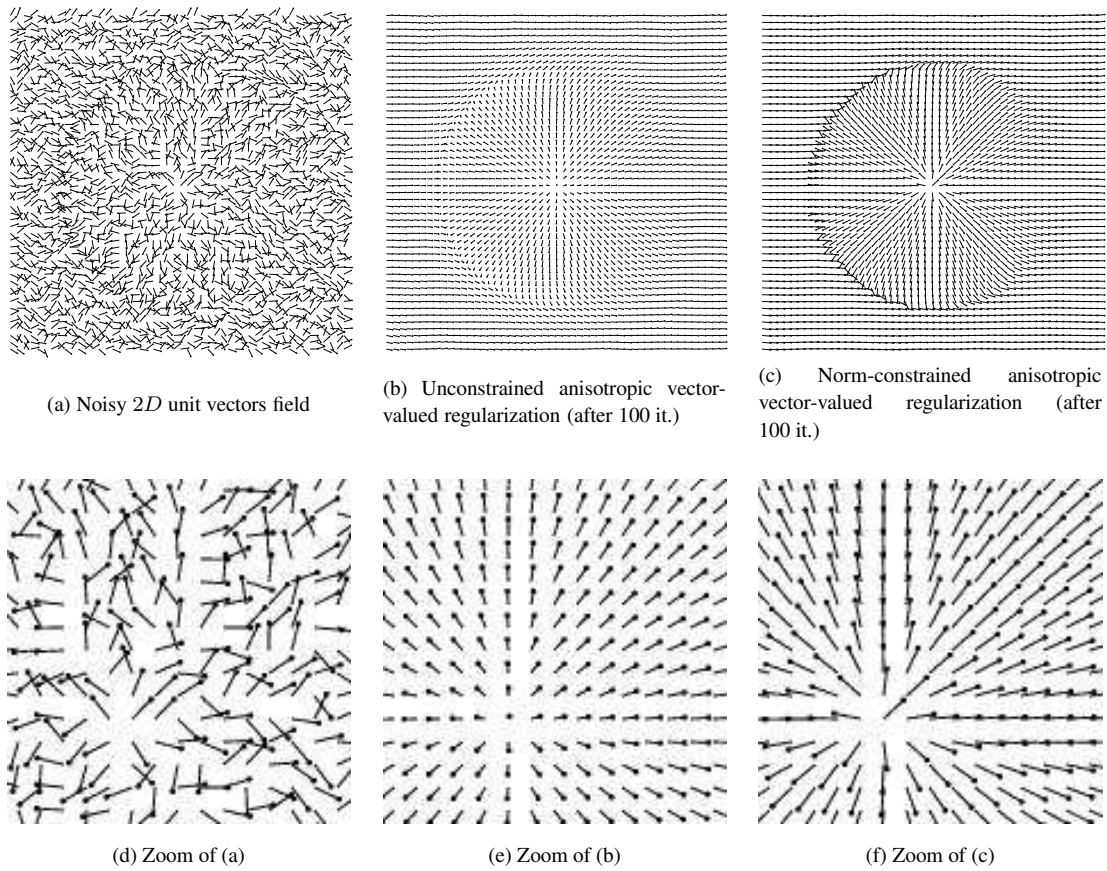 (a) Noisy 2D unit vectors field
(b) Unconstrained anisotropic vector-
valued regularization (after 100 it.)
(c) Norm-constrained anisotropic
vector-valued regularization (after
100 it.)
(d) Zoom of (a)
(e) Zoom of (b)
(f) Zoom of (c)